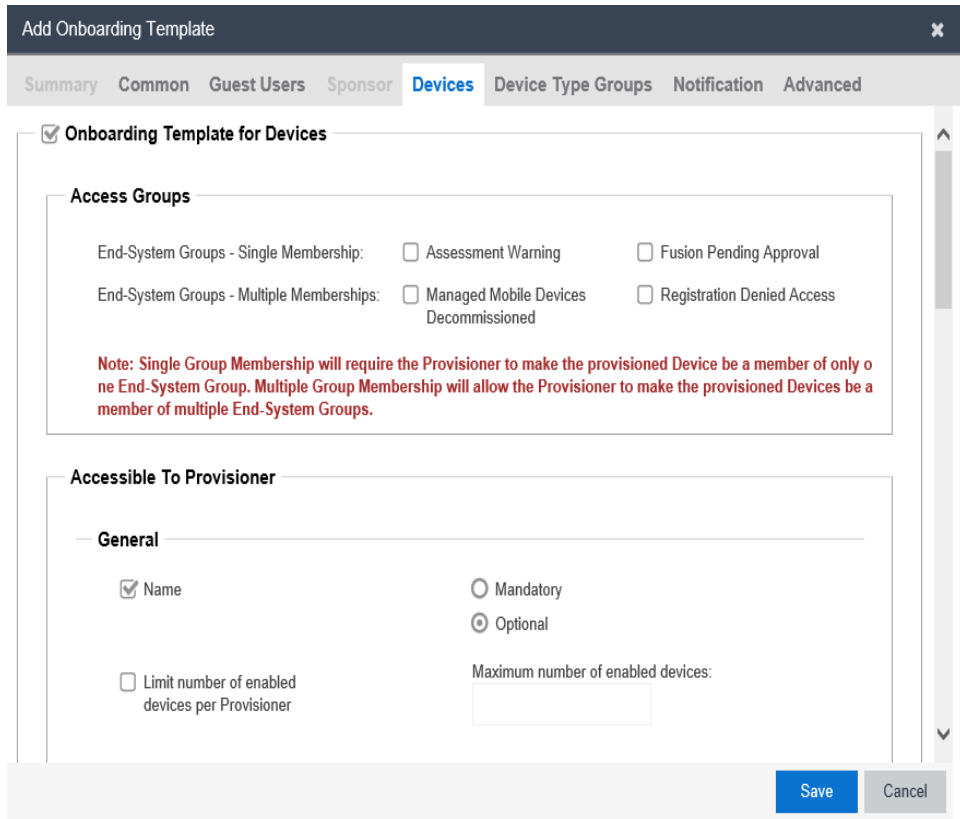 Add Onboarding Template
Summary Common Guest Users Sponsor Devices Device Type Groups Notification Advanced
Onboarding Template for Devices
Access Groups
End-System Groups - Single Membership: Assessment Warning Fusion Pending Approval
End-System Groups - Multiple Memberships: Managed Mobile Devices Registration Denied Access
Decommissioned
Note: Single Group Membership will require the Provisioner to make the provisioned Device be a member of only o
ne End-System Group. Multiple Group Membership will allow the Provisioner to make the provisioned Devices be a
member of multiple End-System Groups.
Accessible To Provisioner
General
Name Mandatory
Optional
Limit number of enabled Maximum number of enabled devices:
devices per Provisioner
Save Cancel